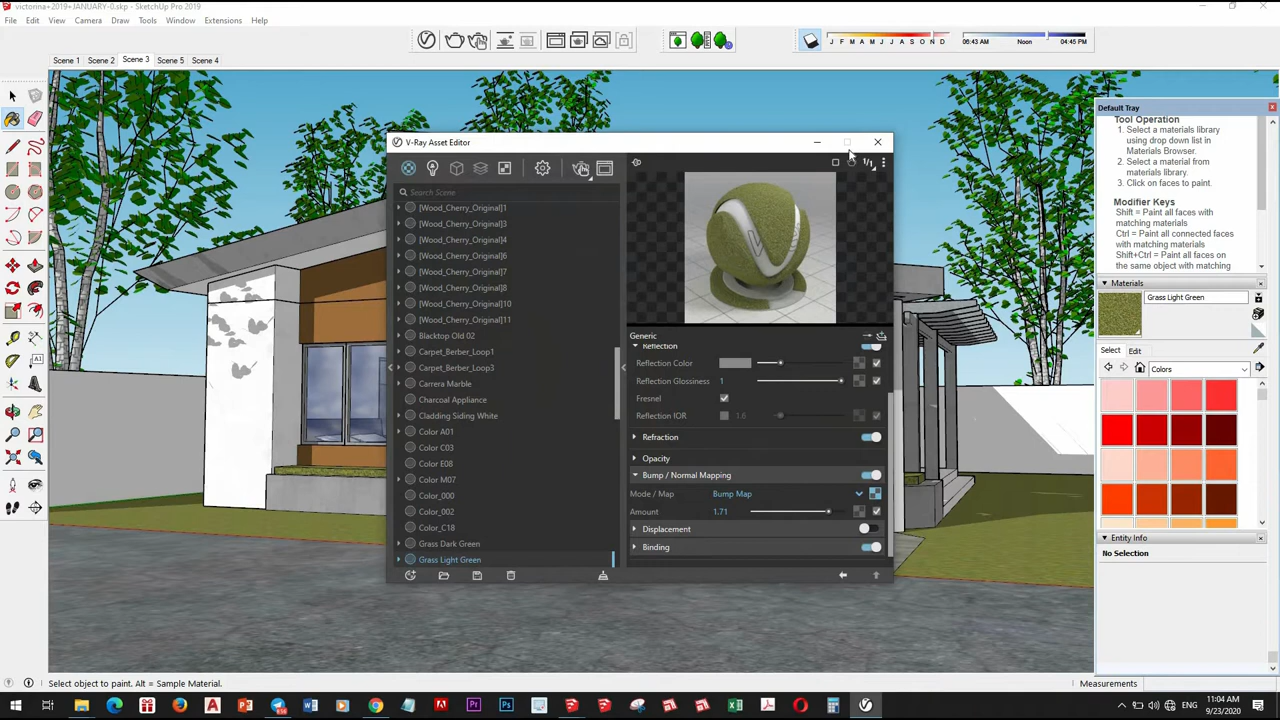 victorina+2019+JANUARY-0.skp - SketchUp Pro 2019
File Edit View Camera Draw Tools Window Extensions Help
J F M A M J J A S O N D 06:43 AM Noon 04:45 PM
Scene 1 Scene 2 Scene 3 Scene 5 Scene 4
V-Ray Asset Editor
Search Scene
[Wood_Cherry_Original]1
[Wood_Cherry_Original]3
[Wood_Cherry_Original]4
[Wood_Cherry_Original]6
[Wood_Cherry_Original]7
[Wood_Cherry_Original]8
[Wood_Cherry_Original]10
[Wood_Cherry_Original]11
Blacktop Old 02
Carpet_Berber_Loop1
Carpet_Berber_Loop3
Carrera Marble
Charcoal Appliance
Cladding Siding White
Color A01
Color C03
Color E08
Color M07
Color_000
Color_002
Color_C18
Grass Dark Green
Grass Light Green
1/1
Generic
Reflection
Reflection Color
Reflection Glossiness 1
Fresnel
Reflection IOR 1.6
Refraction
Opacity
Bump / Normal Mapping
Mode / Map Bump Map
Amount 1.71
Displacement
Binding
Default Tray
Tool Operation
1. Select a materials library
using drop down list in
Materials Browser.
2. Select a material from
materials library.
3. Click on faces to paint.
Modifier Keys
Shift = Paint all faces with
matching materials
Ctrl = Paint all connected faces
with matching materials
Shift+Ctrl = Paint all faces on
the same object with matching
Materials
Grass Light Green
Select Edit
Colors
Entity Info
No Selection
Select object to paint. Alt = Sample Material.
Measurements
ENG
11:04 AM
9/23/2020